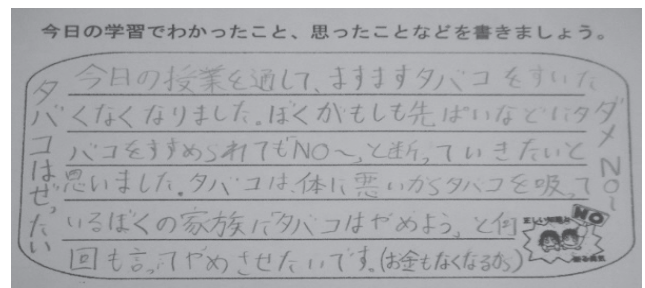 今日の学習でわかったこと、思ったことなどを書きましょう。
今日の授業を通して、ますますタバコをすいた
くなくなりました。ぼくがもしも先ぱいなどにタ
バコをすすめられても「NO〜」と断っていきたいと
思いました。タバコは、体に悪いからタバコを吸って
いるぼくの家族に「タバコはやめよう」と何
回も言ってやめさせたいです。(お金もなくなるから)
タバコはぜったい
ダメNO〜
NO